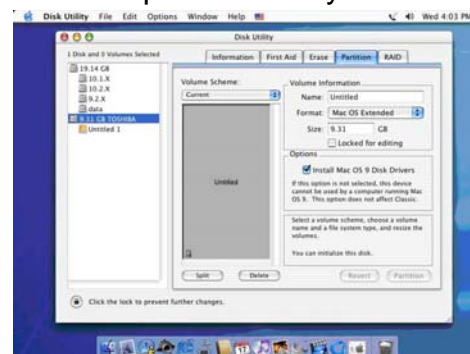 Disk Utility File Edit Options Window Help
Wed 4:03 PM
Disk Utility
1 Disk and 0 Volumes Selected
19.14 GB
10.1.X
10.2.X
9.2.X
data
9.31 GB TOSHIBA
Untitled 1
Information First Aid Erase Partition RAID
Volume Scheme:
Current
Untitled
Split Delete
Volume Information
Name: Untitled
Format: Mac OS Extended
Size: 9.31 GB
Locked for editing
Options
Install Mac OS 9 Disk Drivers
If this option is not selected, this device
cannot be used by a computer running Mac
OS 9. This option does not affect Classic.
Select a volume scheme, choose a volume
name and a file system type, and resize the
volumes.
You can initialize this disk.
Revert Partition
Click the lock to prevent further changes.